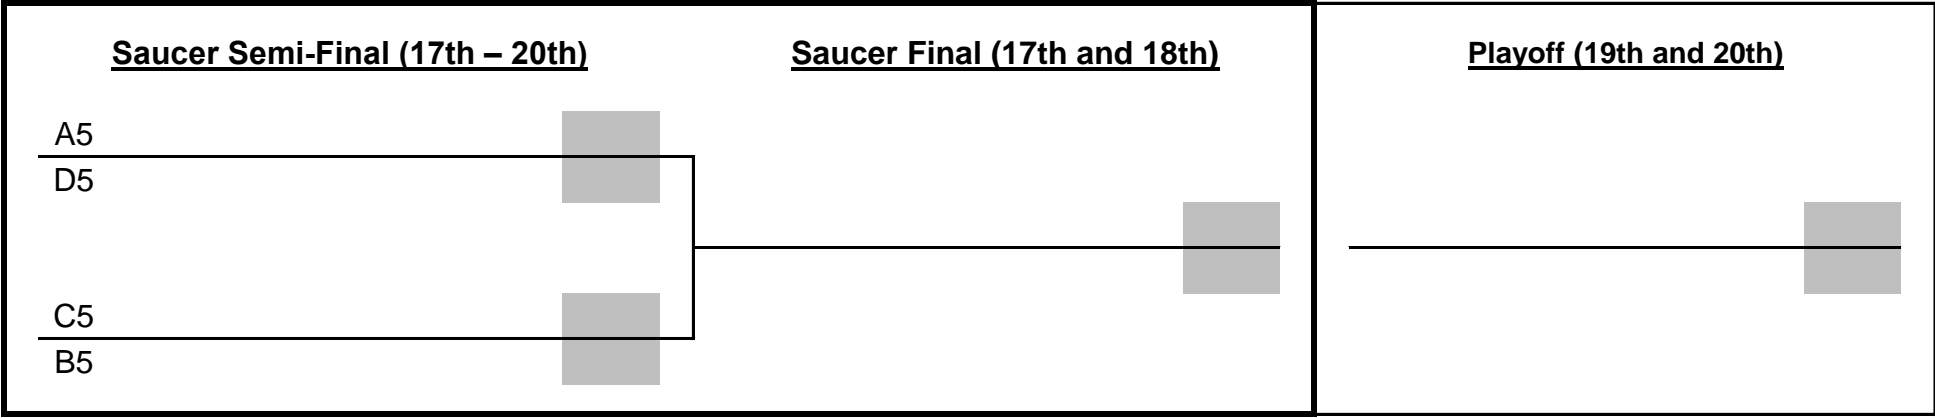 Saucer Semi-Final (17th – 20th)
Saucer Final (17th and 18th)
Playoff (19th and 20th)
A5
D5
C5
B5